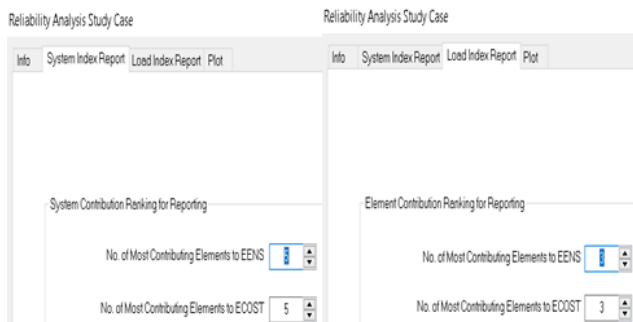 Reliability Analysis Study Case
Info System Index Report Load Index Report Plot
System Contribution Ranking for Reporting
No. of Most Contributing Elements to EENS 5
No. of Most Contributing Elements to ECOST 5
Reliability Analysis Study Case
Info System Index Report Load Index Report Plot
Element Contribution Ranking for Reporting
No. of Most Contributing Elements to EENS 3
No. of Most Contributing Elements to ECOST 3